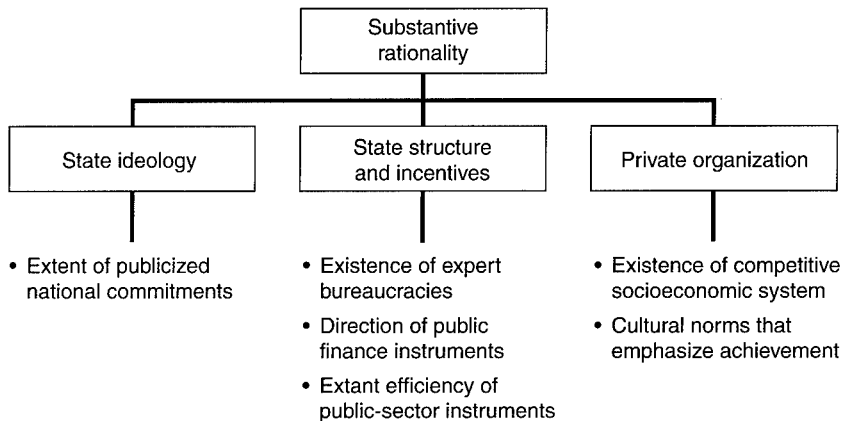 Substantive
rationality
State ideology
State structure
and incentives
Private organization
• Extent of publicized
national commitments
• Existence of expert
bureaucracies
• Direction of public
finance instruments
• Extant efficiency of
public-sector instruments
• Existence of competitive
socioeconomic system
• Cultural norms that
emphasize achievement